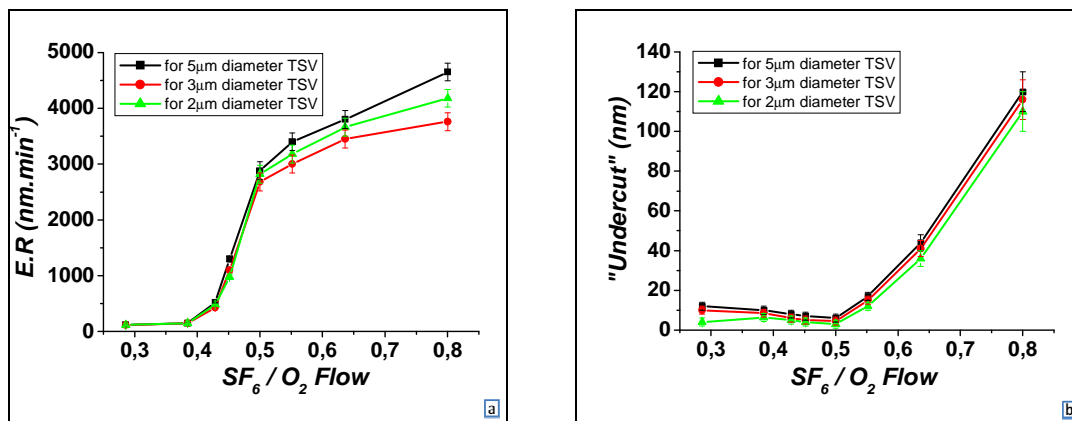 5000
4000
3000
2000
1000
0
E.R (nm.min⁻¹)
for 5μm diameter TSV
for 3μm diameter TSV
for 2μm diameter TSV
0,3 0,4 0,5 0,6 0,7 0,8
SF₆ / O₂ Flow
a
140
120
100
80
60
40
20
0
"Undercut" (nm)
for 5μm diameter TSV
for 3μm diameter TSV
for 2μm diameter TSV
0,3 0,4 0,5 0,6 0,7 0,8
SF₆ / O₂ Flow
b